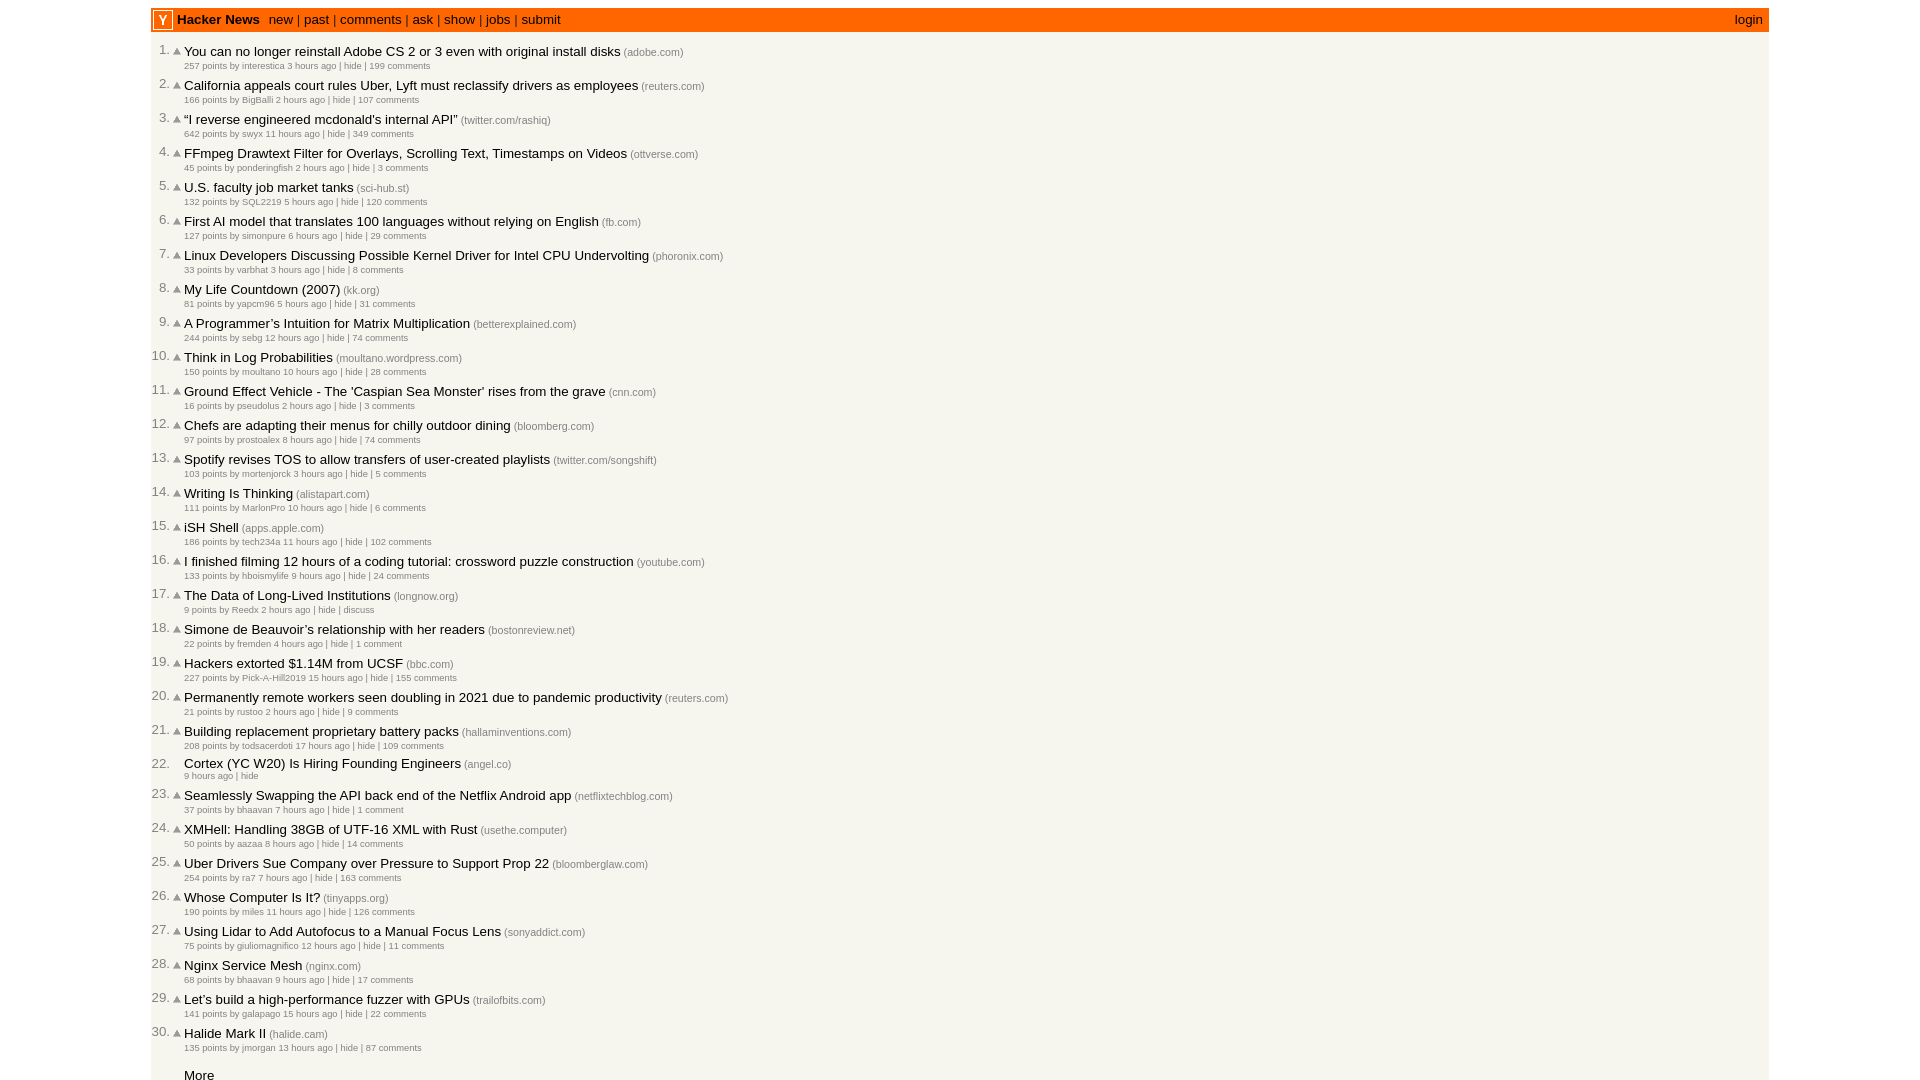 Y Hacker News new | past | comments | ask | show | jobs | submit login
1. You can no longer reinstall Adobe CS 2 or 3 even with original install disks (adobe.com)
257 points by interestica 3 hours ago | hide | 199 comments
2. California appeals court rules Uber, Lyft must reclassify drivers as employees (reuters.com)
166 points by BigBalli 2 hours ago | hide | 107 comments
3. “I reverse engineered mcdonald's internal API” (twitter.com/rashiq)
642 points by swyx 11 hours ago | hide | 349 comments
4. FFmpeg Drawtext Filter for Overlays, Scrolling Text, Timestamps on Videos (ottverse.com)
45 points by ponderingfish 2 hours ago | hide | 3 comments
5. U.S. faculty job market tanks (sci-hub.st)
132 points by SQL2219 5 hours ago | hide | 120 comments
6. First AI model that translates 100 languages without relying on English (fb.com)
127 points by simonpure 6 hours ago | hide | 29 comments
7. Linux Developers Discussing Possible Kernel Driver for Intel CPU Undervolting (phoronix.com)
33 points by varbhat 3 hours ago | hide | 8 comments
8. My Life Countdown (2007) (kk.org)
81 points by yapcm96 5 hours ago | hide | 31 comments
9. A Programmer’s Intuition for Matrix Multiplication (betterexplained.com)
244 points by sebg 12 hours ago | hide | 74 comments
10. Think in Log Probabilities (moultano.wordpress.com)
150 points by moultano 10 hours ago | hide | 28 comments
11. Ground Effect Vehicle - The 'Caspian Sea Monster' rises from the grave (cnn.com)
16 points by pseudolus 2 hours ago | hide | 3 comments
12. Chefs are adapting their menus for chilly outdoor dining (bloomberg.com)
97 points by prostoalex 8 hours ago | hide | 74 comments
13. Spotify revises TOS to allow transfers of user-created playlists (twitter.com/songshift)
103 points by mortenjorck 3 hours ago | hide | 5 comments
14. Writing Is Thinking (alistapart.com)
111 points by MarlonPro 10 hours ago | hide | 6 comments
15. iSH Shell (apps.apple.com)
186 points by tech234a 11 hours ago | hide | 102 comments
16. I finished filming 12 hours of a coding tutorial: crossword puzzle construction (youtube.com)
133 points by hboismylife 9 hours ago | hide | 24 comments
17. The Data of Long-Lived Institutions (longnow.org)
9 points by Reedx 2 hours ago | hide | discuss
18. Simone de Beauvoir’s relationship with her readers (bostonreview.net)
22 points by fremden 4 hours ago | hide | 1 comment
19. Hackers extorted $1.14M from UCSF (bbc.com)
227 points by Pick-A-Hill2019 15 hours ago | hide | 155 comments
20. Permanently remote workers seen doubling in 2021 due to pandemic productivity (reuters.com)
21 points by rustoo 2 hours ago | hide | 9 comments
21. Building replacement proprietary battery packs (hallaminventions.com)
208 points by todsacerdoti 17 hours ago | hide | 109 comments
22. Cortex (YC W20) Is Hiring Founding Engineers (angel.co)
9 hours ago | hide
23. Seamlessly Swapping the API back end of the Netflix Android app (netflixtechblog.com)
37 points by bhaavan 7 hours ago | hide | 1 comment
24. XMHell: Handling 38GB of UTF-16 XML with Rust (usethe.computer)
50 points by aazaa 8 hours ago | hide | 14 comments
25. Uber Drivers Sue Company over Pressure to Support Prop 22 (bloomberglaw.com)
254 points by ra7 7 hours ago | hide | 163 comments
26. Whose Computer Is It? (tinyapps.org)
190 points by miles 11 hours ago | hide | 126 comments
27. Using Lidar to Add Autofocus to a Manual Focus Lens (sonyaddict.com)
75 points by giuliomagnifico 12 hours ago | hide | 11 comments
28. Nginx Service Mesh (nginx.com)
68 points by bhaavan 9 hours ago | hide | 17 comments
29. Let’s build a high-performance fuzzer with GPUs (trailofbits.com)
141 points by galapago 15 hours ago | hide | 22 comments
30. Halide Mark II (halide.cam)
135 points by jmorgan 13 hours ago | hide | 87 comments
More